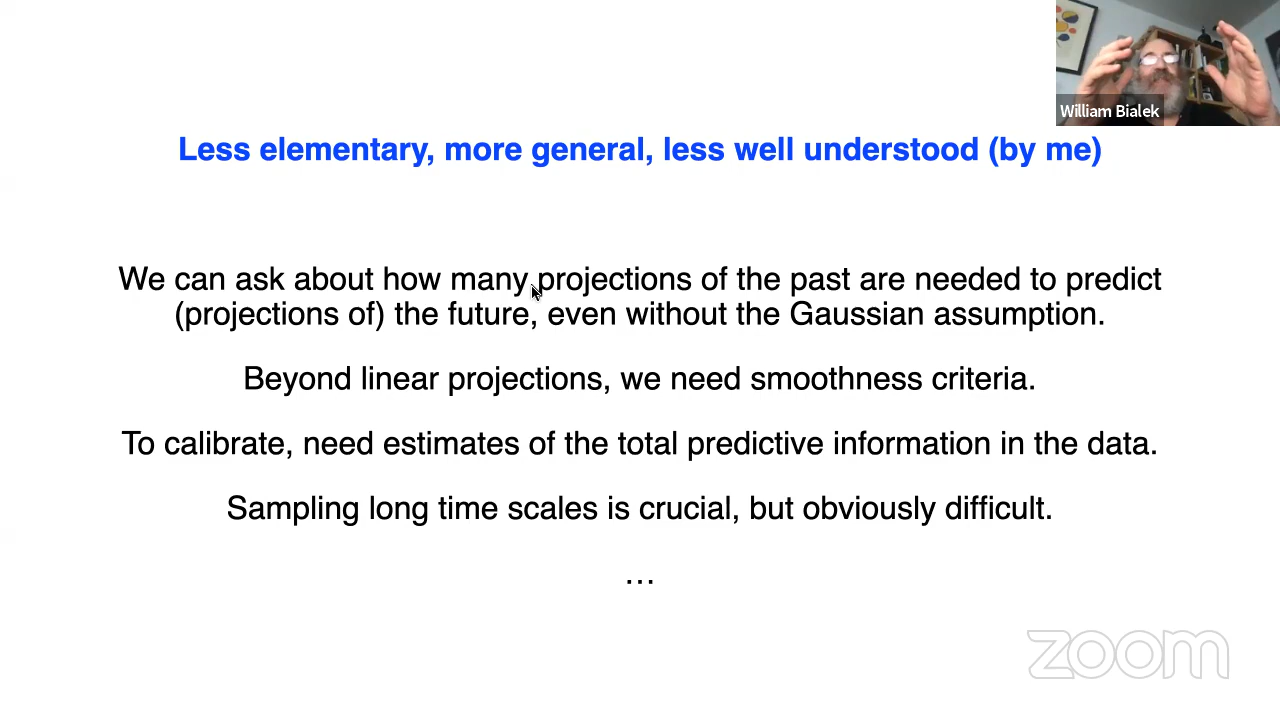 William Bialek
Less elementary, more general, less well understood (by me)
We can ask about how many projections of the past are needed to predict
(projections of) the future, even without the Gaussian assumption.
Beyond linear projections, we need smoothness criteria.
To calibrate, need estimates of the total predictive information in the data.
Sampling long time scales is crucial, but obviously difficult.
…
zoom